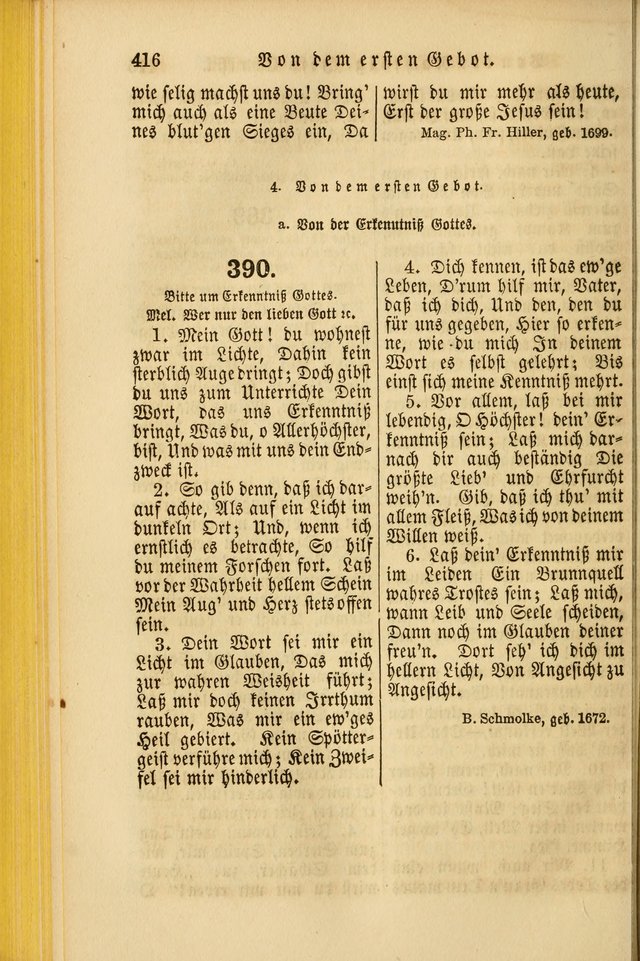 416 Von dem ersten Gebot.
wie selig machst uns du! Bring'
mich auch als eine Beute Dei-
nes blut'gen Sieges ein, Da
wirst du mir mehr als heute,
Erst der große Jesus sein!
Mag. Ph. Fr. Hiller, geb. 1699.
4. Von dem ersten Gebot.
a. Von der Erkenntniß Gottes.
390.
Bitte um Erkenntniß Gottes.
Mel. Wer nur den lieben Gott ꝛc.
1. Mein Gott! du wohnest
zwar im Lichte, Dahin kein
sterblich Auge dringt; Doch gibst
du uns zum Unterrichte Dein
Wort, das uns Erkenntniß
bringt, Was du, o Allerhöchster,
bist, Und was mit uns dein End-
zweck ist.
2. So gib denn, daß ich dar-
auf achte, Als auf ein Licht im
dunkeln Ort; Und, wenn ich
ernstlich es betrachte, So hilf
du meinem Forschen fort. Laß
vor der Wahrheit hellem Schein
Mein Aug' und Herz stets offen
sein.
3. Dein Wort sei mir ein
Licht im Glauben, Das mich
zur wahren Weisheit führt;
Laß mir doch keinen Irrthum
rauben, Was mir ein ew'ges
Heil gebiert. Kein Spötter-
geist verführe mich; Kein Zwei-
fel sei mir hinderlich.
4. Dich kennen, ist das ew'ge
Leben, D'rum hilf mir, Vater,
daß ich dich, Und den, den du
für uns gegeben, Hier so erken-
ne, wie du mich In deinem
Wort es selbst gelehrt; Bis
einst sich meine Kenntniß mehrt.
5. Vor allem, laß bei mir
lebendig, O Höchster! dein' Er-
kenntniß sein; Laß mich dar-
nach dir auch beständig Die
größte Lieb' und Ehrfurcht
weih'n. Gib, daß ich thu' mit
allem Fleiß, Was ich von deinem
Willen weiß.
6. Laß dein' Erkenntniß mir
im Leiden Ein Brunnquell
wahres Trostes sein; Laß mich,
wann Leib und Seele scheiden,
Dann noch im Glauben deiner
freu'n. Dort seh' ich dich im
hellern Licht, Von Angesicht zu
Angesicht.
B. Schmolke, geb. 1672.